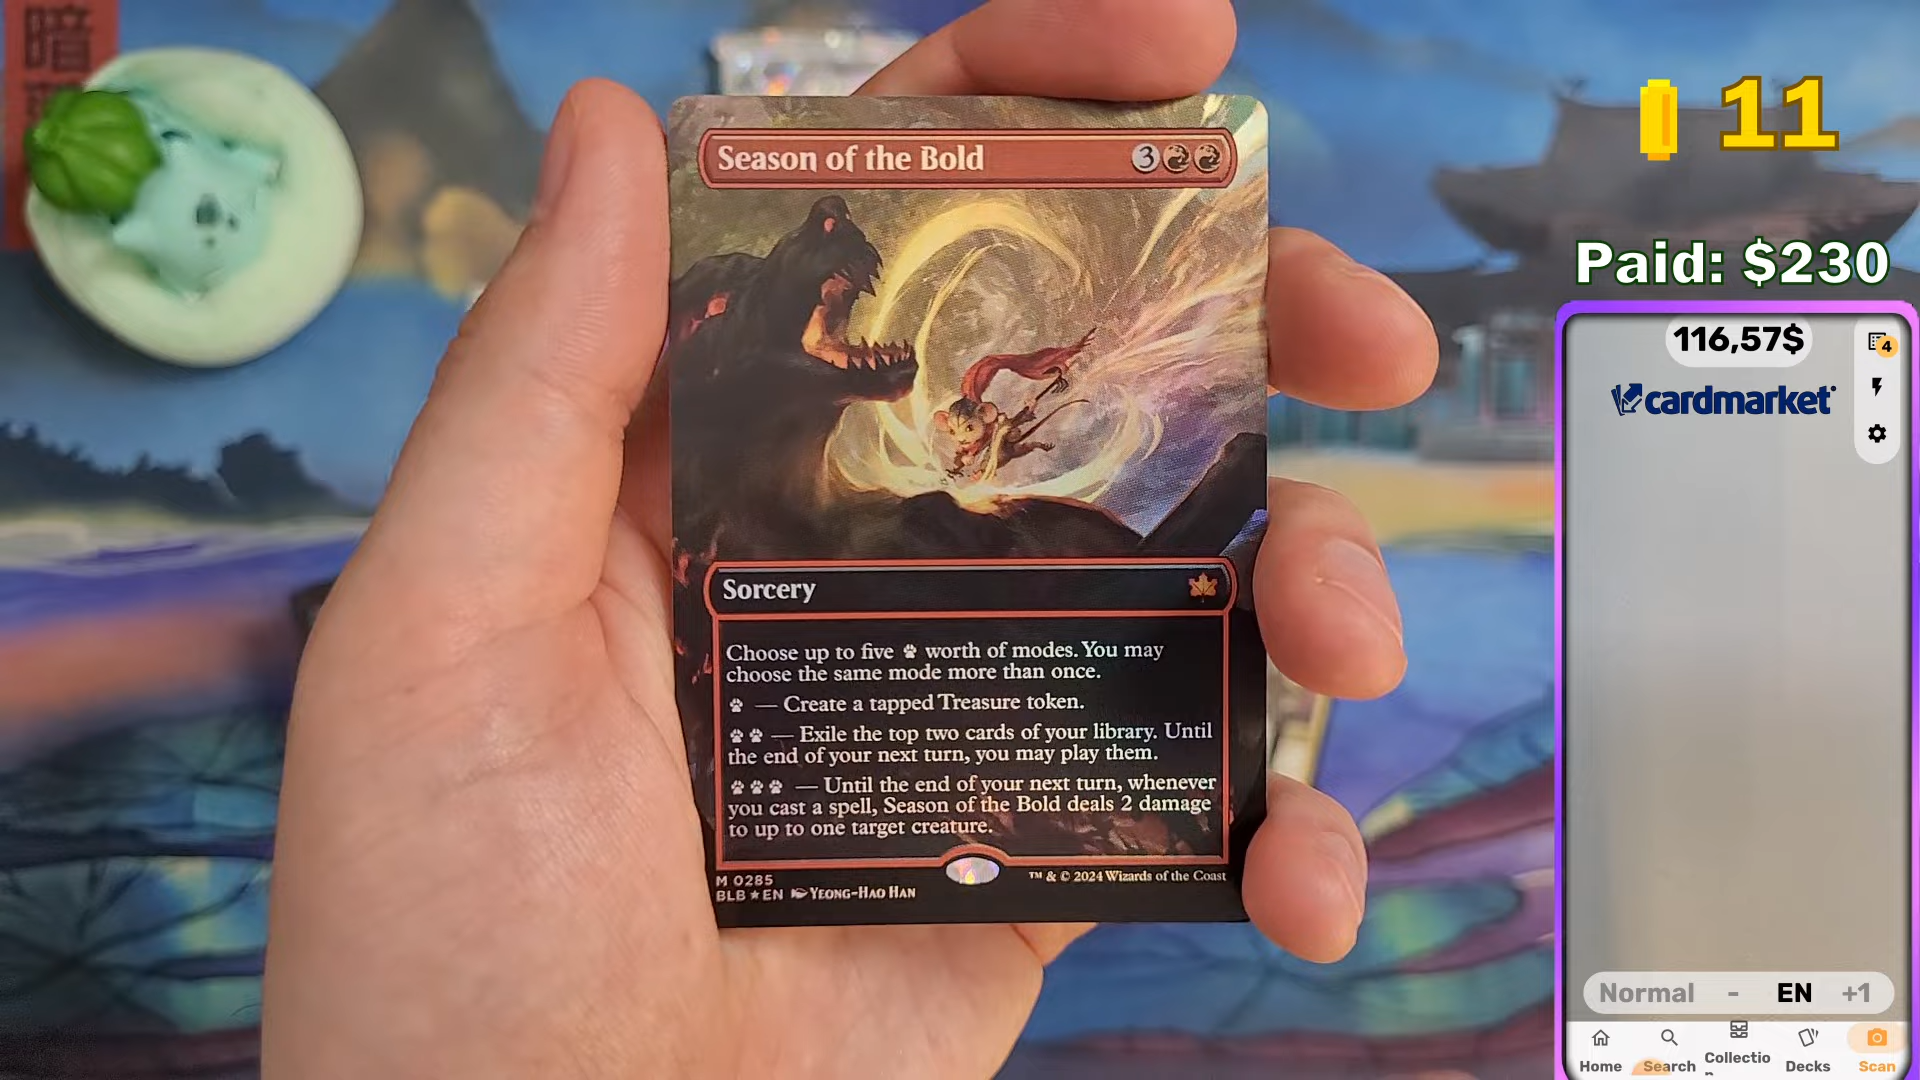 暗
11
Paid: $230
Season of the Bold
3
Sorcery
Choose up to five worth of modes. You may
choose the same mode more than once.
— Create a tapped Treasure token.
— Exile the top two cards of your library. Until
the end of your next turn, you may play them.
— Until the end of your next turn, whenever
you cast a spell, Season of the Bold deals 2 damage
to up to one target creature.
M 0285
BLB ★ EN YEONG-HAO HAN
™ & © 2024 Wizards of the Coast
116,57$
4
cardmarket
Normal - EN +1
Home Search Collectio
n Decks Scan